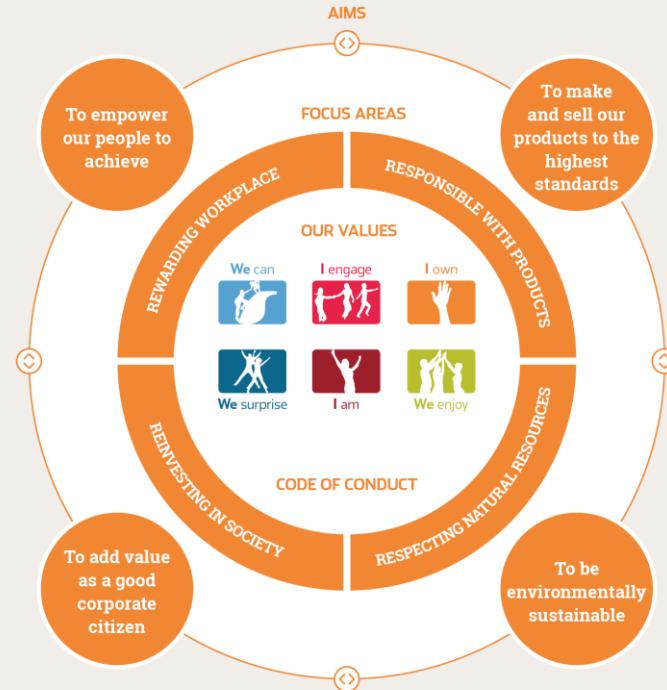 AIMS
To empower
our people to
achieve
To make
and sell our
products to the
highest
standards
FOCUS AREAS
REWARDING WORKPLACE
RESPONSIBLE WITH PRODUCTS
OUR VALUES
We can
I engage
I own
We surprise
I am
We enjoy
CODE OF CONDUCT
REINVESTING IN SOCIETY
RESPECTING NATURAL RESOURCES
To add value
as a good
corporate
citizen
To be
environmentally
sustainable